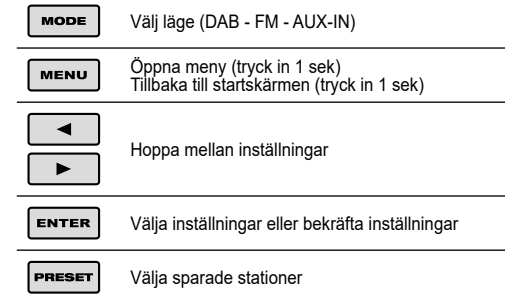 MODE Välj läge (DAB - FM - AUX-IN)
MENU Öppna meny (tryck in 1 sek)
Tillbaka till startskärmen (tryck in 1 sek)
Hoppa mellan inställningar
ENTER Välja inställningar eller bekräfta inställningar
PRESET Välja sparade stationer